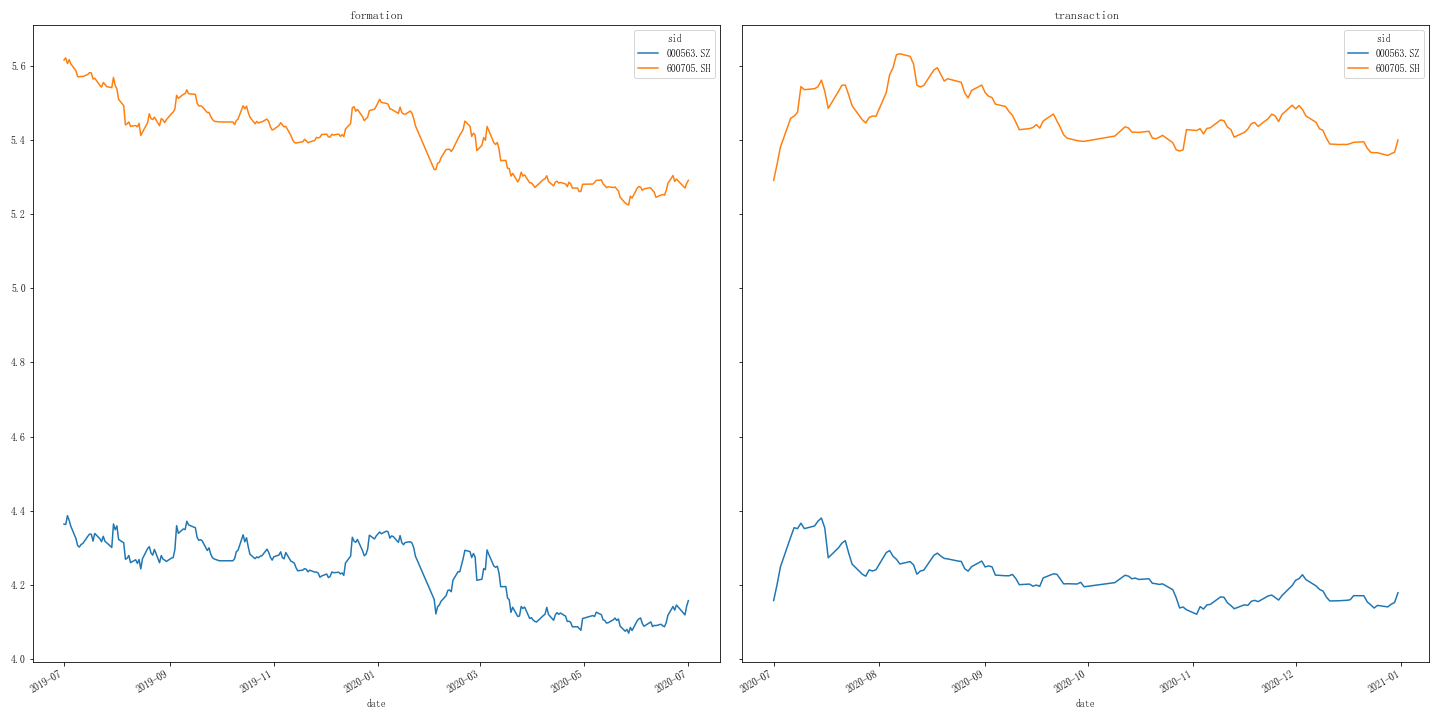 formation
transaction
sid
000563.SZ
600705.SH
sid
000563.SZ
600705.SH
5.6
5.4
5.2
5.0
4.8
4.6
4.4
4.2
4.0
2019-07
2019-09
2019-11
2020-01
2020-03
2020-05
2020-07
2020-07
2020-08
2020-09
2020-10
2020-11
2020-12
2021-01
date
date